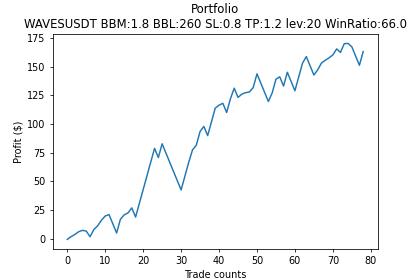 Portfolio
WAVESUSDT BBM:1.8 BBL:260 SL:0.8 TP:1.2 lev:20 WinRatio:66.0
175
150
125
100
75
50
25
0
Profit ($)
0 10 20 30 40 50 60 70 80
Trade counts